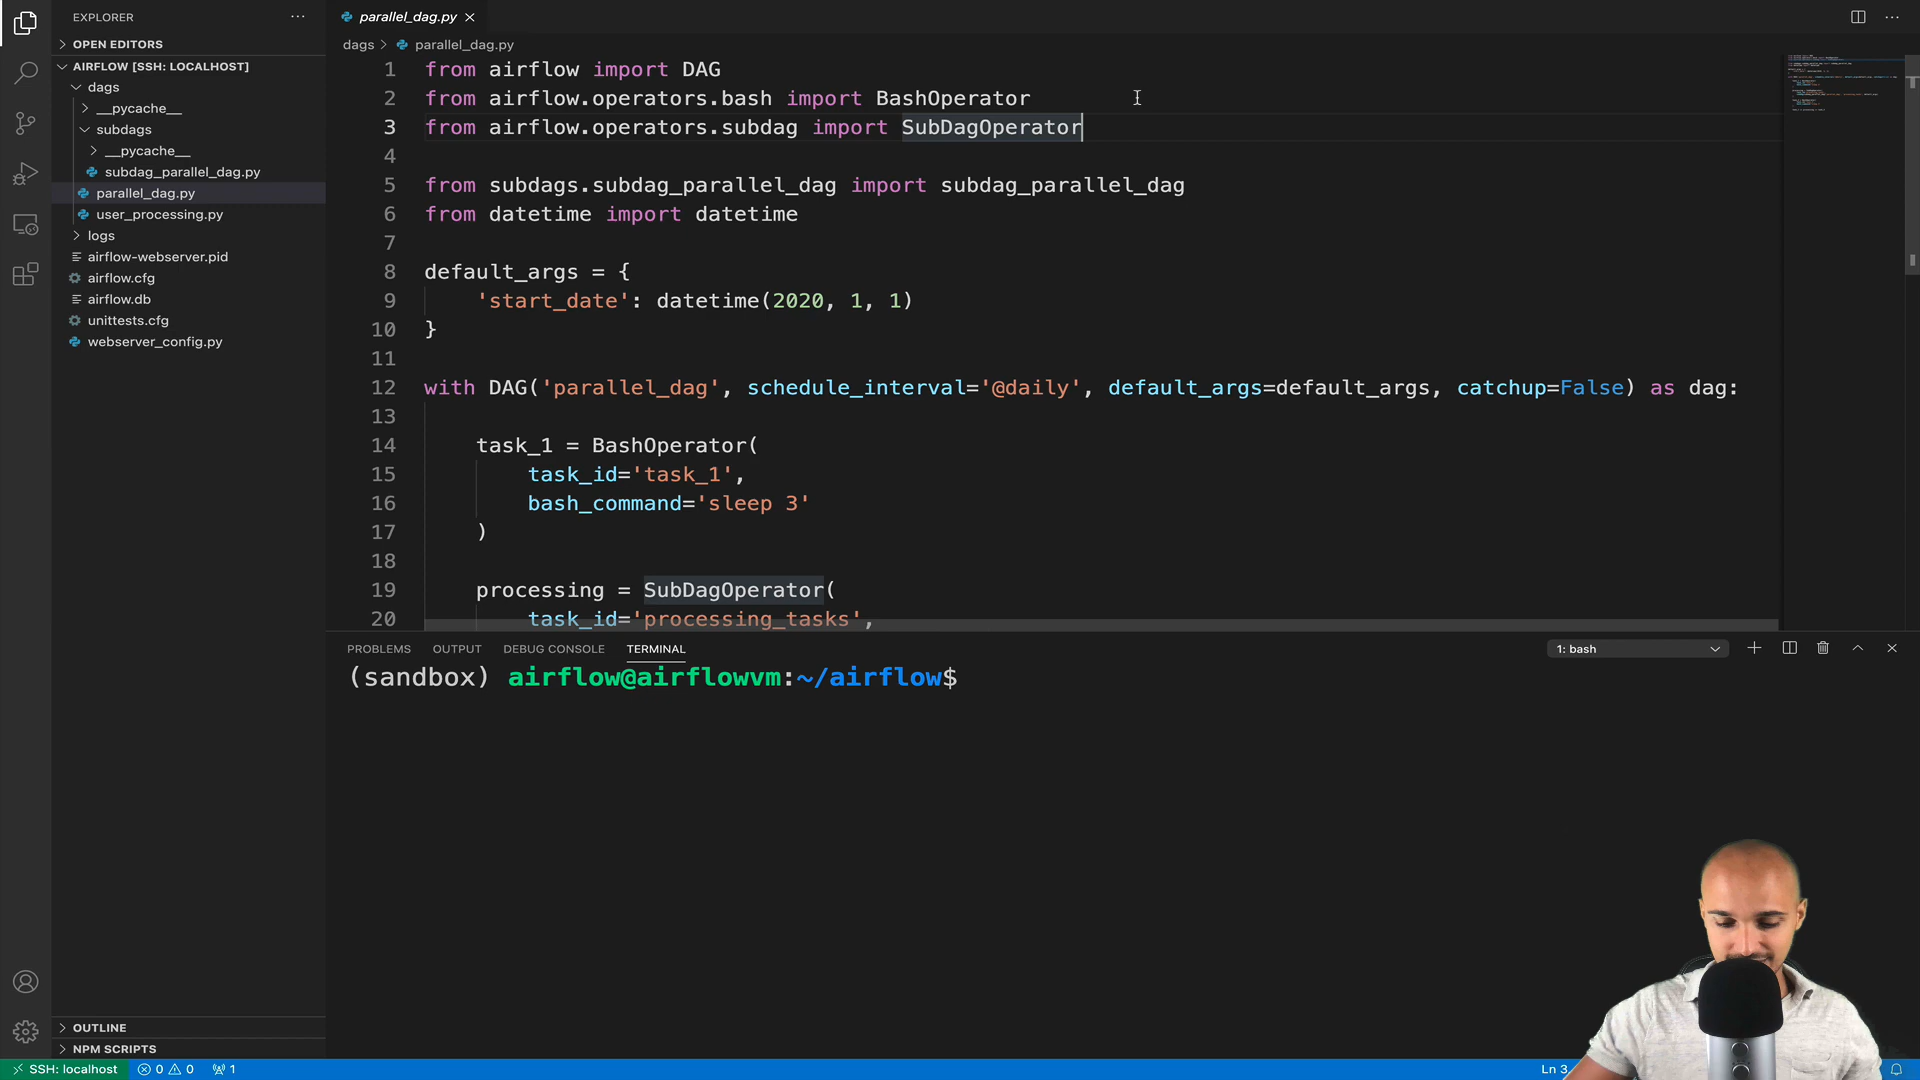 EXPLORER
OPEN EDITORS
AIRFLOW [SSH: LOCALHOST]
dags
__pycache__
subdags
__pycache__
subdag_parallel_dag.py
parallel_dag.py
user_processing.py
logs
airflow-webserver.pid
airflow.cfg
airflow.db
unittests.cfg
webserver_config.py
OUTLINE
NPM SCRIPTS
parallel_dag.py
dags > parallel_dag.py
1 from airflow import DAG
2 from airflow.operators.bash import BashOperator
3 from airflow.operators.subdag import SubDagOperator
4
5 from subdags.subdag_parallel_dag import subdag_parallel_dag
6 from datetime import datetime
7
8 default_args = {
9 'start_date': datetime(2020, 1, 1)
10 }
11
12 with DAG('parallel_dag', schedule_interval='@daily', default_args=default_args, catchup=False) as dag:
13
14 task_1 = BashOperator(
15 task_id='task_1',
16 bash_command='sleep 3'
17 )
18
19 processing = SubDagOperator(
20 task_id='processing_tasks',
PROBLEMS OUTPUT DEBUG CONSOLE TERMINAL 1: bash
(sandbox) airflow@airflowvm:~/airflow$
SSH: localhost 0 0 1 Ln 3